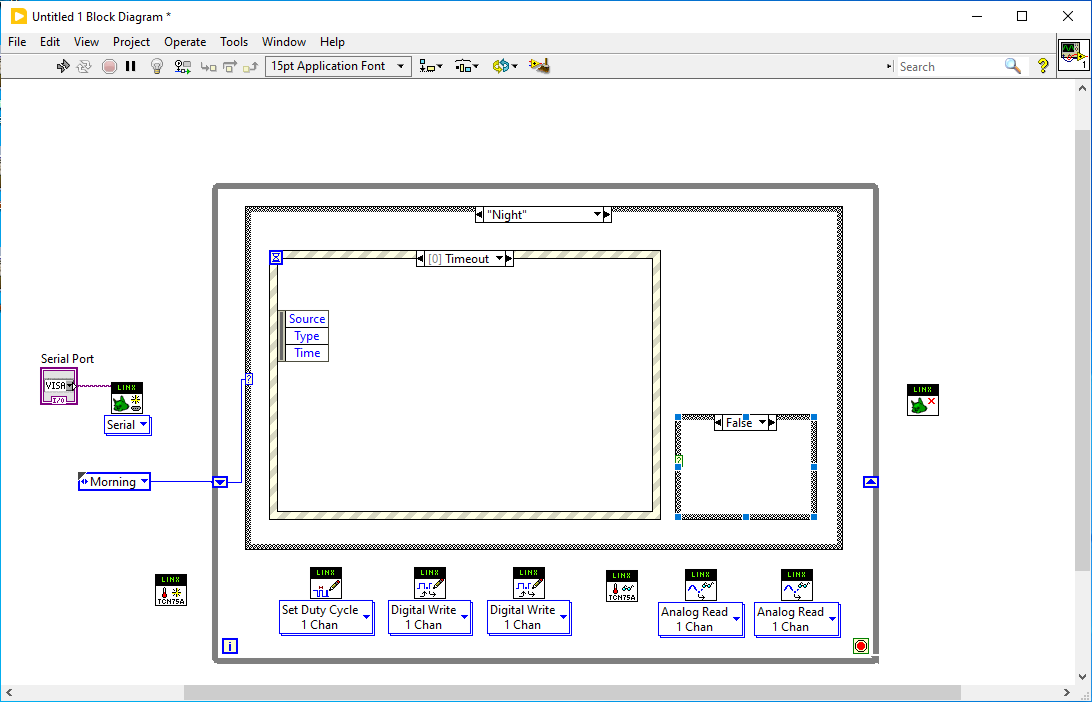 Untitled 1 Block Diagram *
File Edit View Project Operate Tools Window Help
15pt Application Font
Search
?
1
"Night"
[0] Timeout
Source
Type
Time
Serial Port
VISA
I/O
LINX
Serial
?
LINX
False
?
Morning
LINX
TCN75A
LINX
Set Duty Cycle
1 Chan
LINX
Digital Write
1 Chan
LINX
Digital Write
1 Chan
LINX
TCN75A
LINX
Analog Read
1 Chan
LINX
Analog Read
1 Chan
i